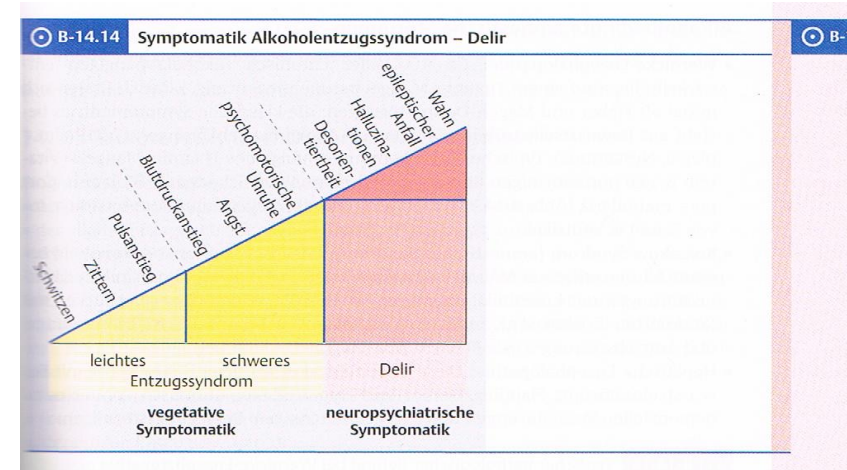 B-14.14 Symptomatik Alkoholentzugssyndrom – Delir
B-
Schwitzen
Zittern
Pulsanstieg
Blutdruckanstieg
Angst
psychomotorische
Unruhe
Desorien-
tiertheit
Halluzina-
tionen
epileptischer
Anfall
Wahn
leichtes
schweres
Entzugssyndrom
Delir
vegetative
Symptomatik
neuropsychiatrische
Symptomatik